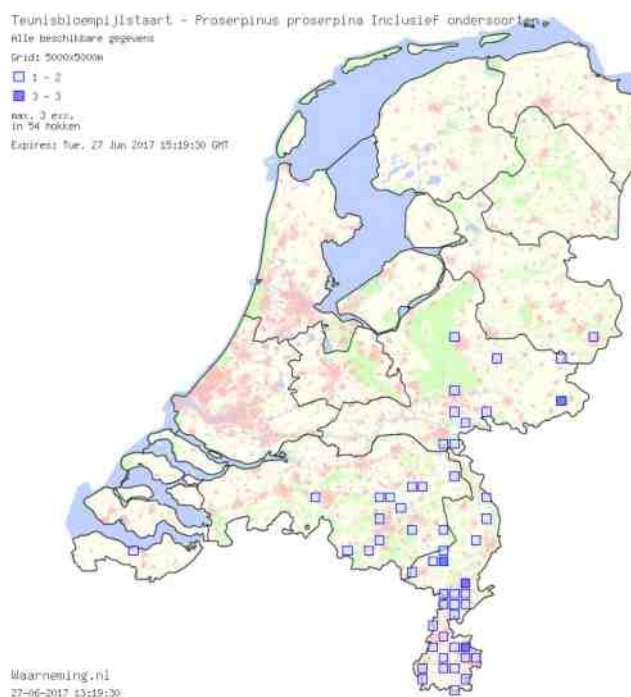 Teunisbloempijlstaart - Proserpinus proserpina Inclusief ondersoorten
Alle beschikbare gegevens
Grid: 5000x5000m
1 - 2
3 - 3
max. 3 exx.
in 54 hokken
Expires: Tue, 27 Jun 2017 15:19:30 GMT
Waarneming.nl
27-06-2017 13:19:30